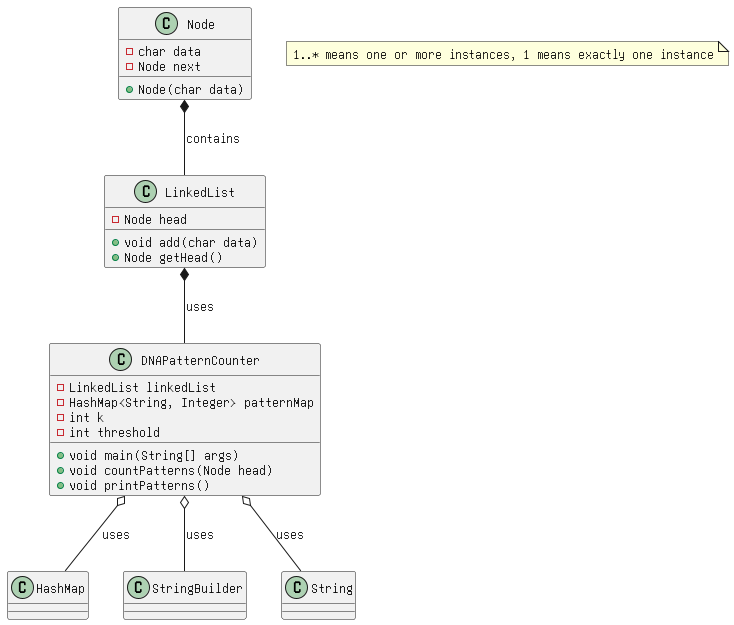 C Node
char data
Node next
Node(char data)
1..* means one or more instances, 1 means exactly one instance
contains
C LinkedList
Node head
void add(char data)
Node getHead()
uses
C DNAPatternCounter
LinkedList linkedList
HashMap<String, Integer> patternMap
int k
int threshold
void main(String[] args)
void countPatterns(Node head)
void printPatterns()
uses
uses
uses
C HashMap
C StringBuilder
C String